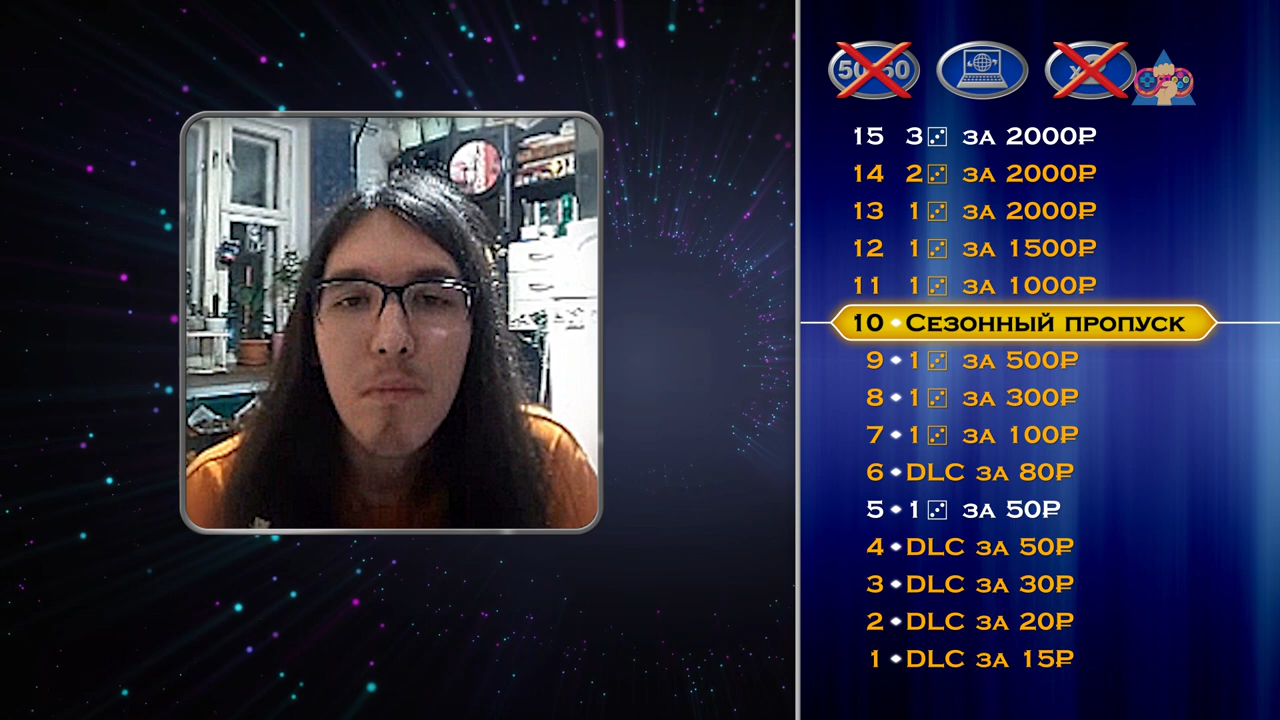 50:50
15 3 за 2000₽
14 2 за 2000₽
13 1 за 2000₽
12 1 за 1500₽
11 1 за 1000₽
10 Сезонный пропуск
9 1 за 500₽
8 1 за 300₽
7 1 за 100₽
6 DLC за 80₽
5 1 за 50₽
4 DLC за 50₽
3 DLC за 30₽
2 DLC за 20₽
1 DLC за 15₽